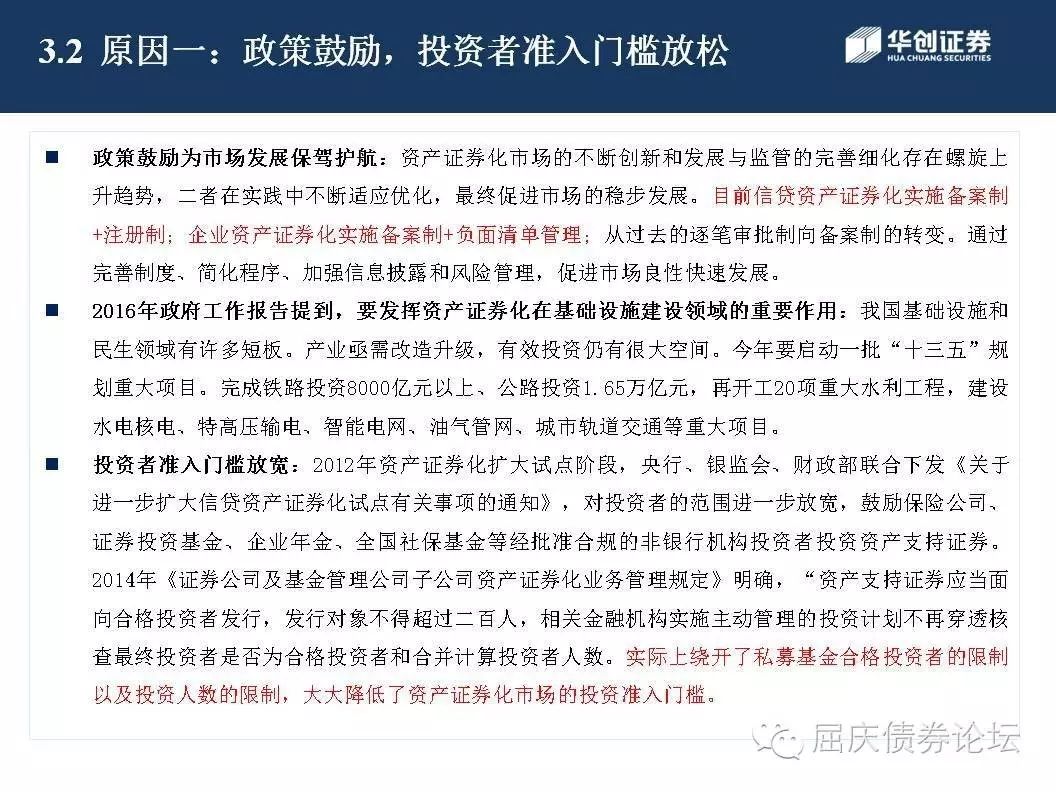 3.2 原因一：政策鼓励，投资者准入门槛放松
华创证券
HUA CHUANG SECURITIES
■ 政策鼓励为市场发展保驾护航：资产证券化市场的不断创新和发展与监管的完善细化存在螺旋上
升趋势，二者在实践中不断适应优化，最终促进市场的稳步发展。目前信贷资产证券化实施备案制
+注册制；企业资产证券化实施备案制+负面清单管理；从过去的逐笔审批制向备案制的转变。通过
完善制度、简化程序、加强信息披露和风险管理，促进市场良性快速发展。
■ 2016年政府工作报告提到，要发挥资产证券化在基础设施建设领域的重要作用：我国基础设施和
民生领域有许多短板。产业亟需改造升级，有效投资仍有很大空间。今年要启动一批“十三五”规
划重大项目。完成铁路投资8000亿元以上、公路投资1.65万亿元，再开工20项重大水利工程，建设
水电核电、特高压输电、智能电网、油气管网、城市轨道交通等重大项目。
■ 投资者准入门槛放宽：2012年资产证券化扩大试点阶段，央行、银监会、财政部联合下发《关于
进一步扩大信贷资产证券化试点有关事项的通知》，对投资者的范围进一步放宽，鼓励保险公司、
证券投资基金、企业年金、全国社保基金等经批准合规的非银行机构投资者投资资产支持证券。
2014年《证券公司及基金管理公司子公司资产证券化业务管理规定》明确，“资产支持证券应当面
向合格投资者发行，发行对象不得超过二百人，相关金融机构实施主动管理的投资计划不再穿透核
查最终投资者是否为合格投资者和合并计算投资者人数。实际上绕开了私募基金合格投资者的限制
以及投资人数的限制，大大降低了资产证券化市场的投资准入门槛。
屈庆债券论坛